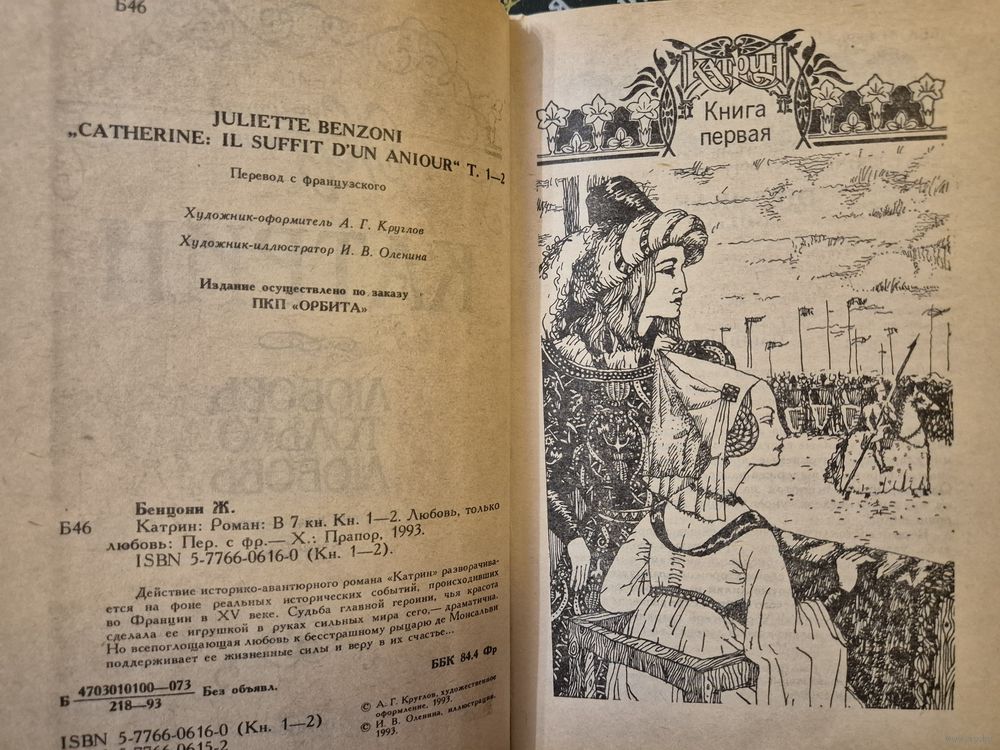 Б46
JULIETTE BENZONI
„CATHERINE: IL SUFFIT D'UN ANIOUR“ T. 1—2
Перевод с французского
Художник-оформитель А. Г. Круглов
Художник-иллюстратор И. В. Оленина
Издание осуществлено по заказу
ПКП «ОРБИТА»
Бенцони Ж.
Б46 Катрин: Роман: В 7 кн. Кн. 1—2. Любовь, только
любовь: Пер. с фр.— Х.: Прапор, 1993.
ISBN 5-7766-0616-0 (Кн. 1—2).
Действие историко-авантюрного романа «Катрин» разворачива-
ется на фоне реальных исторических событий, происходивших
во Франции в XV веке. Судьба главной героини, чья красота
сделала ее игрушкой в руках сильных мира сего,— драматична.
Но всепоглощающая любовь к бесстрашному рыцарю де Монсальви
поддерживает ее жизненные силы и веру в их счастье...
ББК 84.4 Фр
Б 4703010100—073 Без объявл.
218—93
© А. Г. Круглов, художественное
оформление, 1993.
© И. В. Оленина, иллюстрации.
1993.
ISBN 5-7766-0616-0 (Кн. 1—2)
5-7766-0615-2
Катрин
Книга
первая